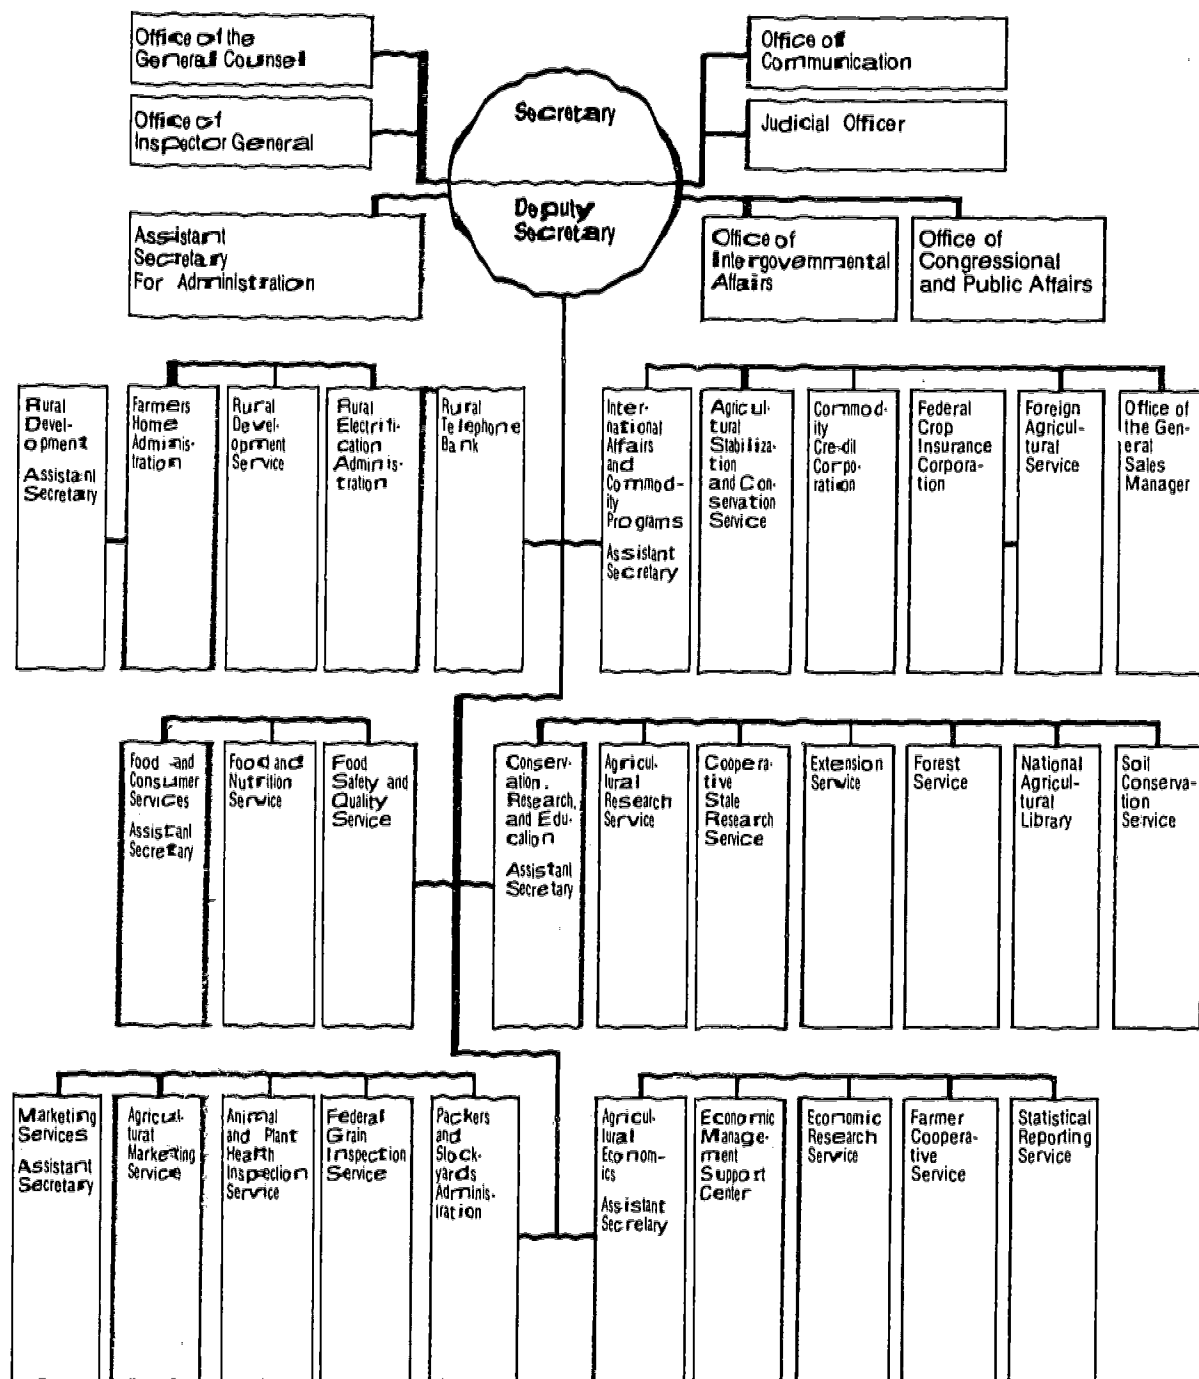 Office of the
General Counsel
Office of
Inspector General
Secretary
Deputy
Secretary
Office of
Communication
Judicial Officer
Assistant
Secretary
For Administration
Office of
Intergovernmental
Affairs
Office of
Congressional
and Public Affairs
Rural
Devel-
opment
Assistant
Secretary
Farmers
Home
Adminis-
tration
Rural
Devel-
opment
Service
Rural
Electrifi-
cation
Adminis-
tration
Rural
Telephone
Bank
Inter-
national
Affairs
and
Commod-
ity
Programs
Assistant
Secretary
Agricul-
tural
Stabiliza-
tion
and Con-
servation
Service
Commod-
ity
Credit
Corpo-
ration
Federal
Crop
Insurance
Corpora-
tion
Foreign
Agricul-
tural
Service
Office of
the Gen-
eral
Sales
Manager
Food and
Consumer
Services
Assistant
Secretary
Food and
Nutrition
Service
Food
Safety and
Quality
Service
Conserv-
ation,
Research,
and Edu-
cation
Assistant
Secretary
Agricul-
tural
Research
Service
Coopera-
tive
State
Research
Service
Extension
Service
Forest
Service
National
Agricul-
tural
Library
Soil
Conserva-
tion
Service
Marketing
Services
Assistant
Secretary
Agricul-
tural
Marketing
Service
Animal
and Plant
Health
Inspection
Service
Federal
Grain
Inspection
Service
Packers
and
Stock-
yards
Adminis-
tration
Agricul-
tural
Econom-
ics
Assistant
Secretary
Economic
Manage-
ment
Support
Center
Economic
Research
Service
Farmer
Coopera-
tive
Service
Statistical
Reporting
Service